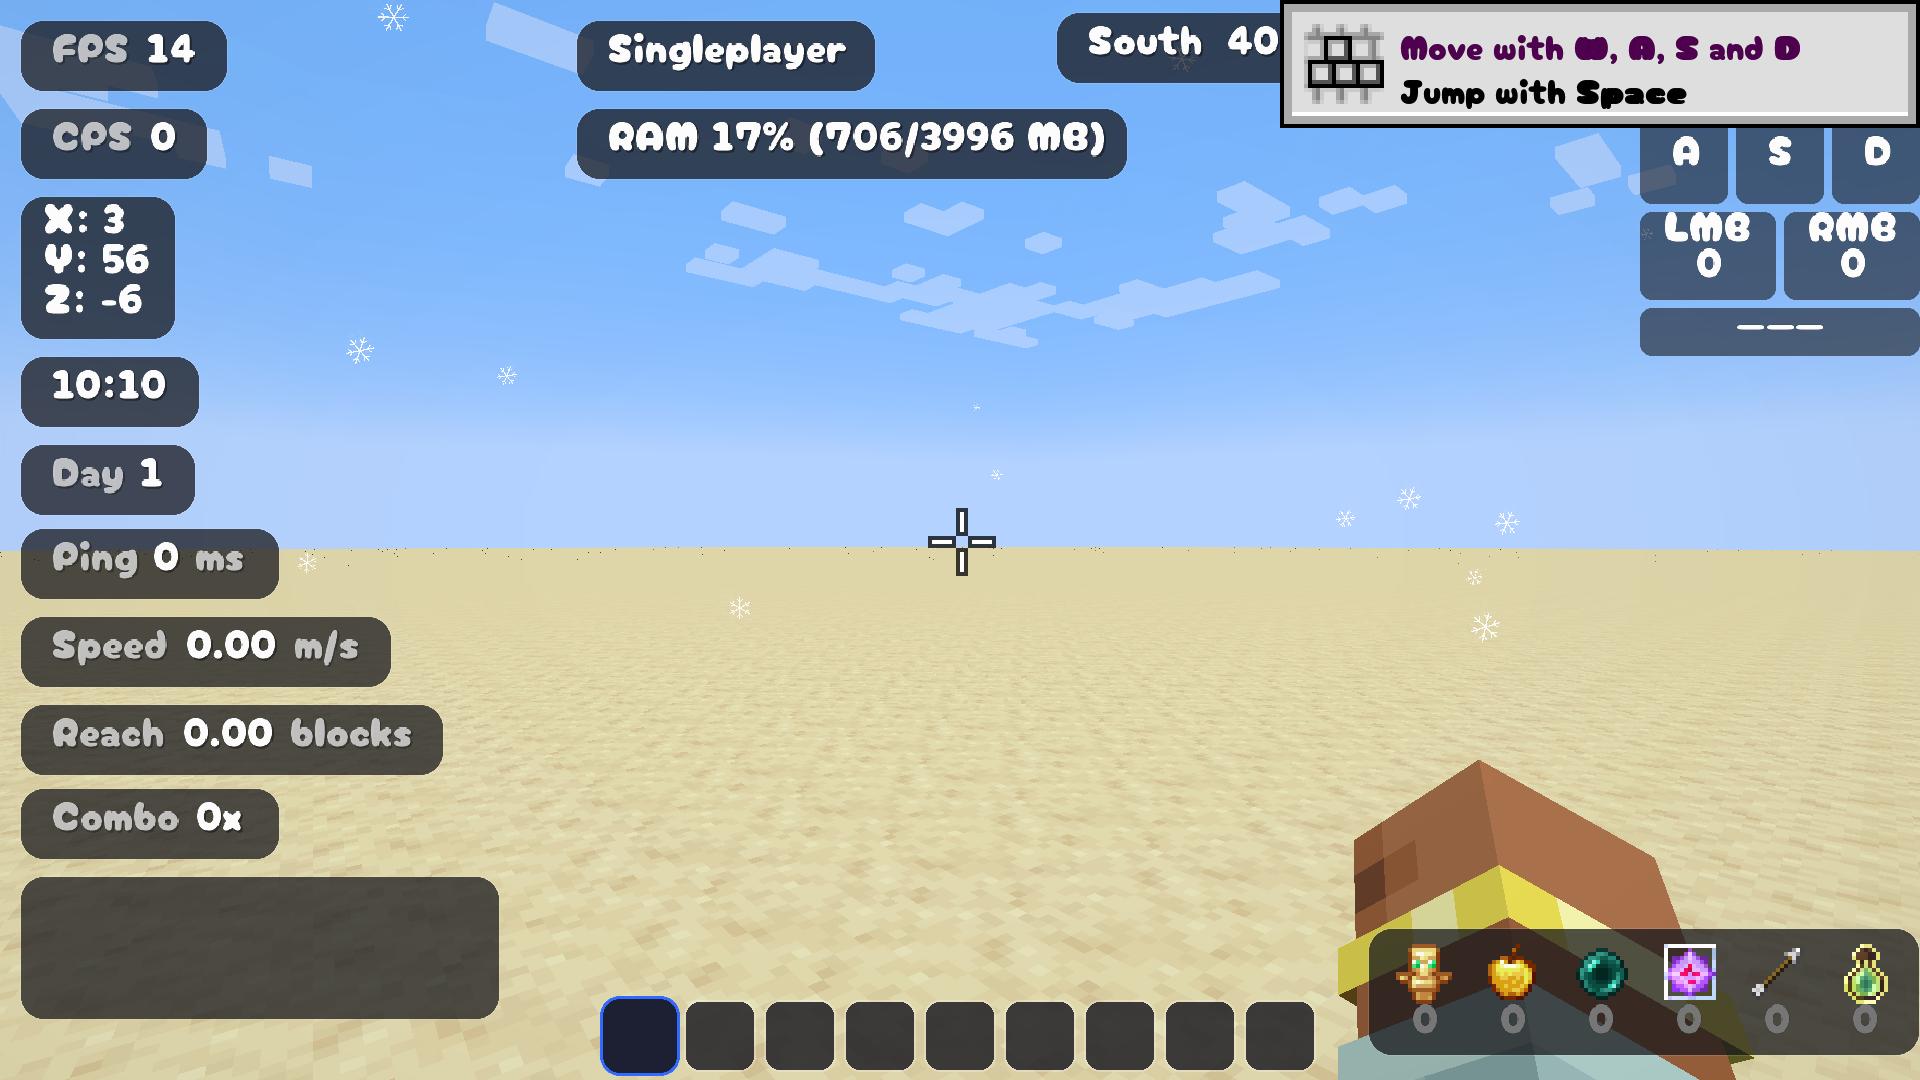 FPS 14
CPS 0
X: 3
Y: 56
Z: -6
10:10
Day 1
Ping 0 ms
Speed 0.00 m/s
Reach 0.00 blocks
Combo 0x
Singleplayer
RAM 17% (706/3996 MB)
South 40
Move with W, A, S and D
Jump with Space
A S D
LMB RMB
0 0
0 0 0 0 0 0